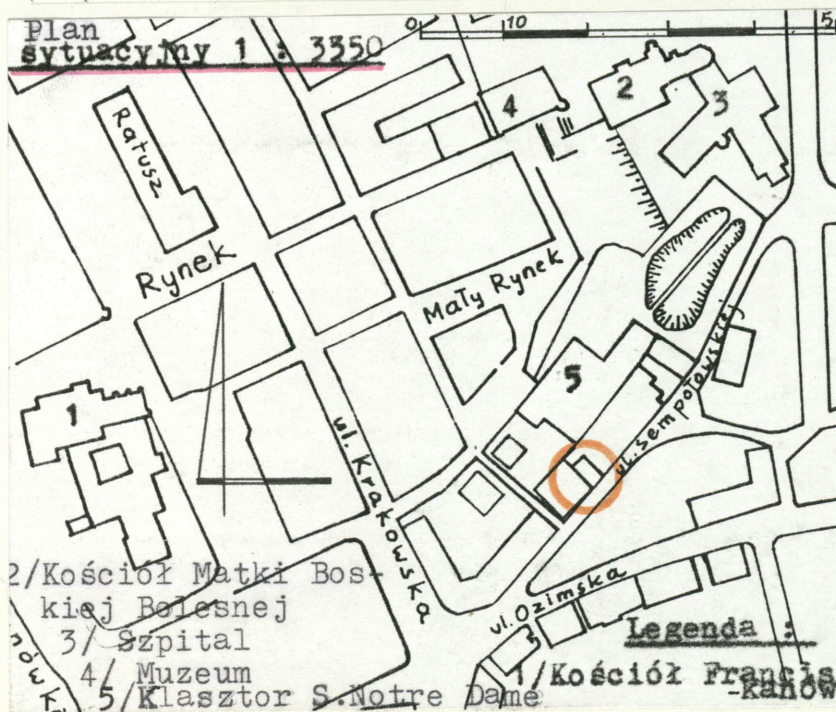 Plan
sytuacyjny 1 : 3350
0 10 5
Ratusz
4
2
3
Rynek
Mały Rynek
1
5
ul. Krakowska
ul. Sempołowskiej
ul. Ozimska
2/Kościół Matki Bos-
kiej Bolesnej
3/ Szpital
4/ Muzeum
5/Klasztor S.Notre Dame
Legenda :
1/Kościół Francis
-kanów